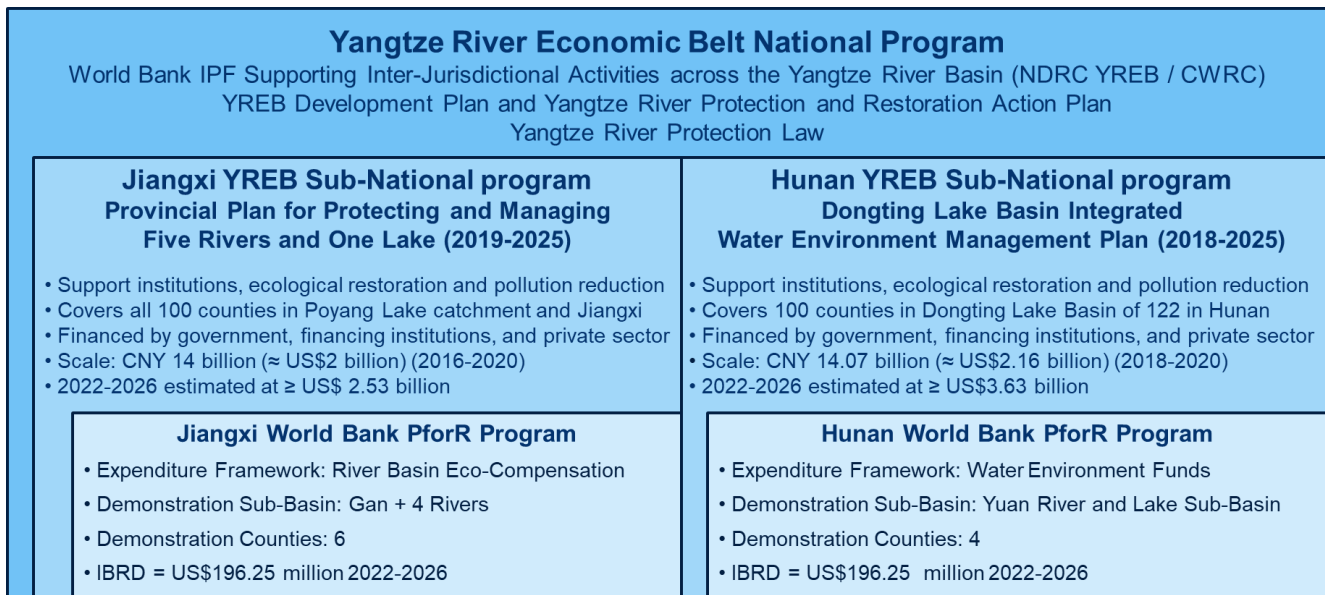 Yangtze River Economic Belt National Program
World Bank IPF Supporting Inter-Jurisdictional Activities across the Yangtze River Basin (NDRC YREB / CWRC)
YREB Development Plan and Yangtze River Protection and Restoration Action Plan
Yangtze River Protection Law
Jiangxi YREB Sub-National program
Provincial Plan for Protecting and Managing
Five Rivers and One Lake (2019-2025)
• Support institutions, ecological restoration and pollution reduction
• Covers all 100 counties in Poyang Lake catchment and Jiangxi
• Financed by government, financing institutions, and private sector
• Scale: CNY 14 billion (≈ US$2 billion) (2016-2020)
• 2022-2026 estimated at ≥ US$ 2.53 billion
Jiangxi World Bank PforR Program
• Expenditure Framework: River Basin Eco-Compensation
• Demonstration Sub-Basin: Gan + 4 Rivers
• Demonstration Counties: 6
• IBRD = US$196.25 million 2022-2026
Hunan YREB Sub-National program
Dongting Lake Basin Integrated
Water Environment Management Plan (2018-2025)
• Support institutions, ecological restoration and pollution reduction
• Covers 100 counties in Dongting Lake Basin of 122 in Hunan
• Financed by government, financing institutions, and private sector
• Scale: CNY 14.07 billion (≈ US$2.16 billion) (2018-2020)
• 2022-2026 estimated at ≥ US$3.63 billion
Hunan World Bank PforR Program
• Expenditure Framework: Water Environment Funds
• Demonstration Sub-Basin: Yuan River and Lake Sub-Basin
• Demonstration Counties: 4
• IBRD = US$196.25 million 2022-2026